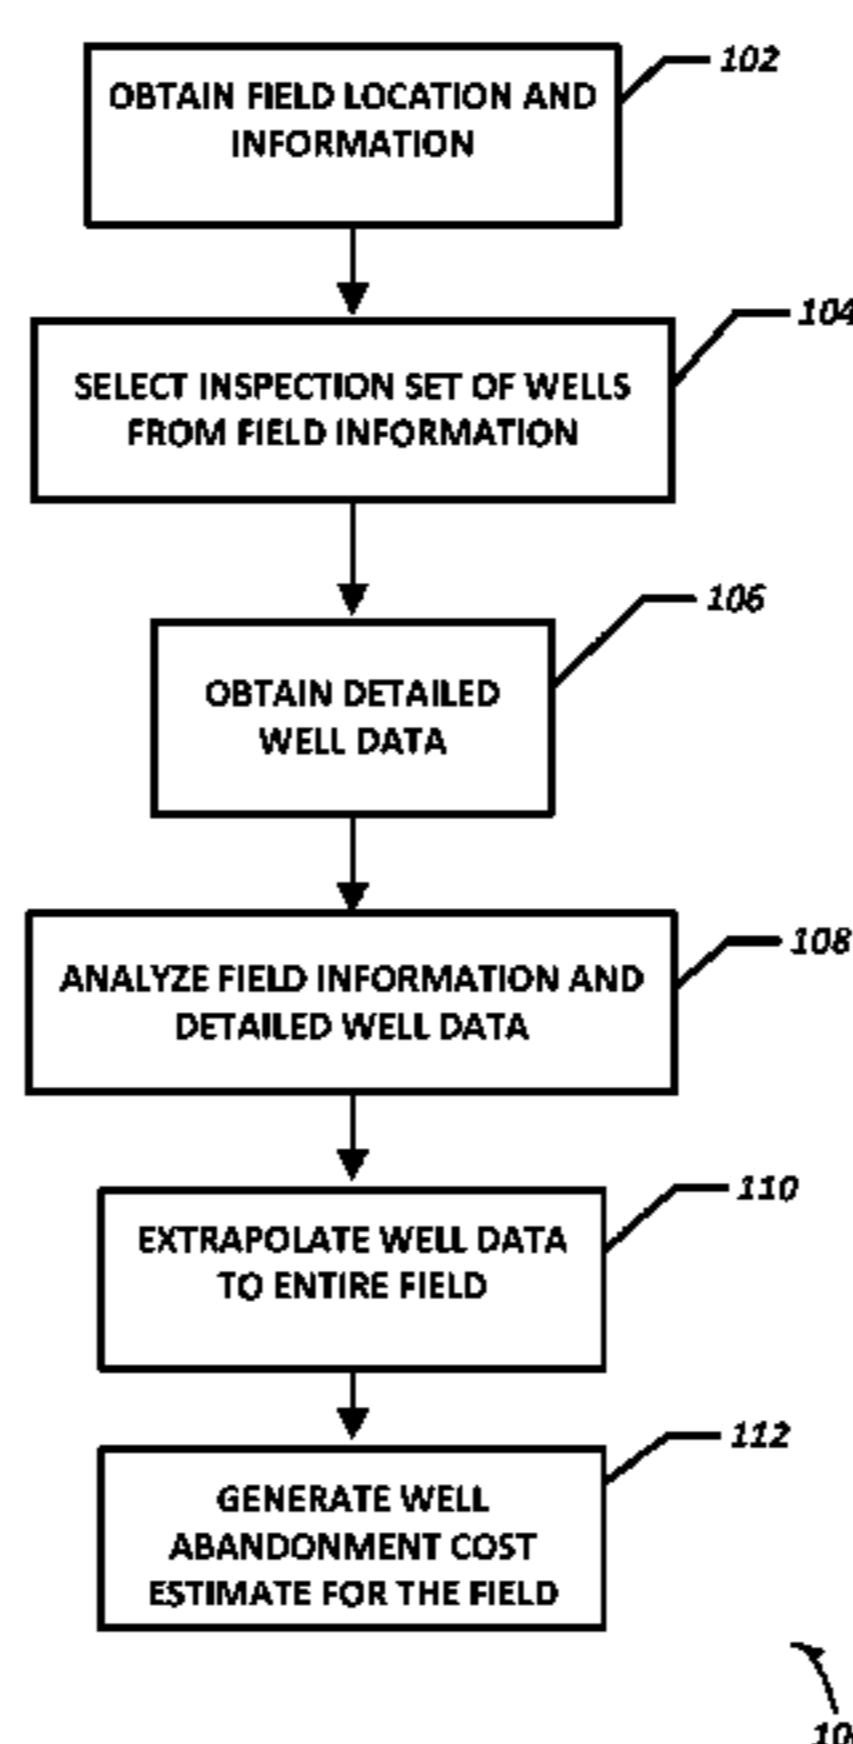 OBTAIN FIELD LOCATION AND
INFORMATION
102
SELECT INSPECTION SET OF WELLS
FROM FIELD INFORMATION
104
OBTAIN DETAILED
WELL DATA
106
ANALYZE FIELD INFORMATION AND
DETAILED WELL DATA
108
EXTRAPOLATE WELL DATA
TO ENTIRE FIELD
110
GENERATE WELL
ABANDONMENT COST
ESTIMATE FOR THE FIELD
112